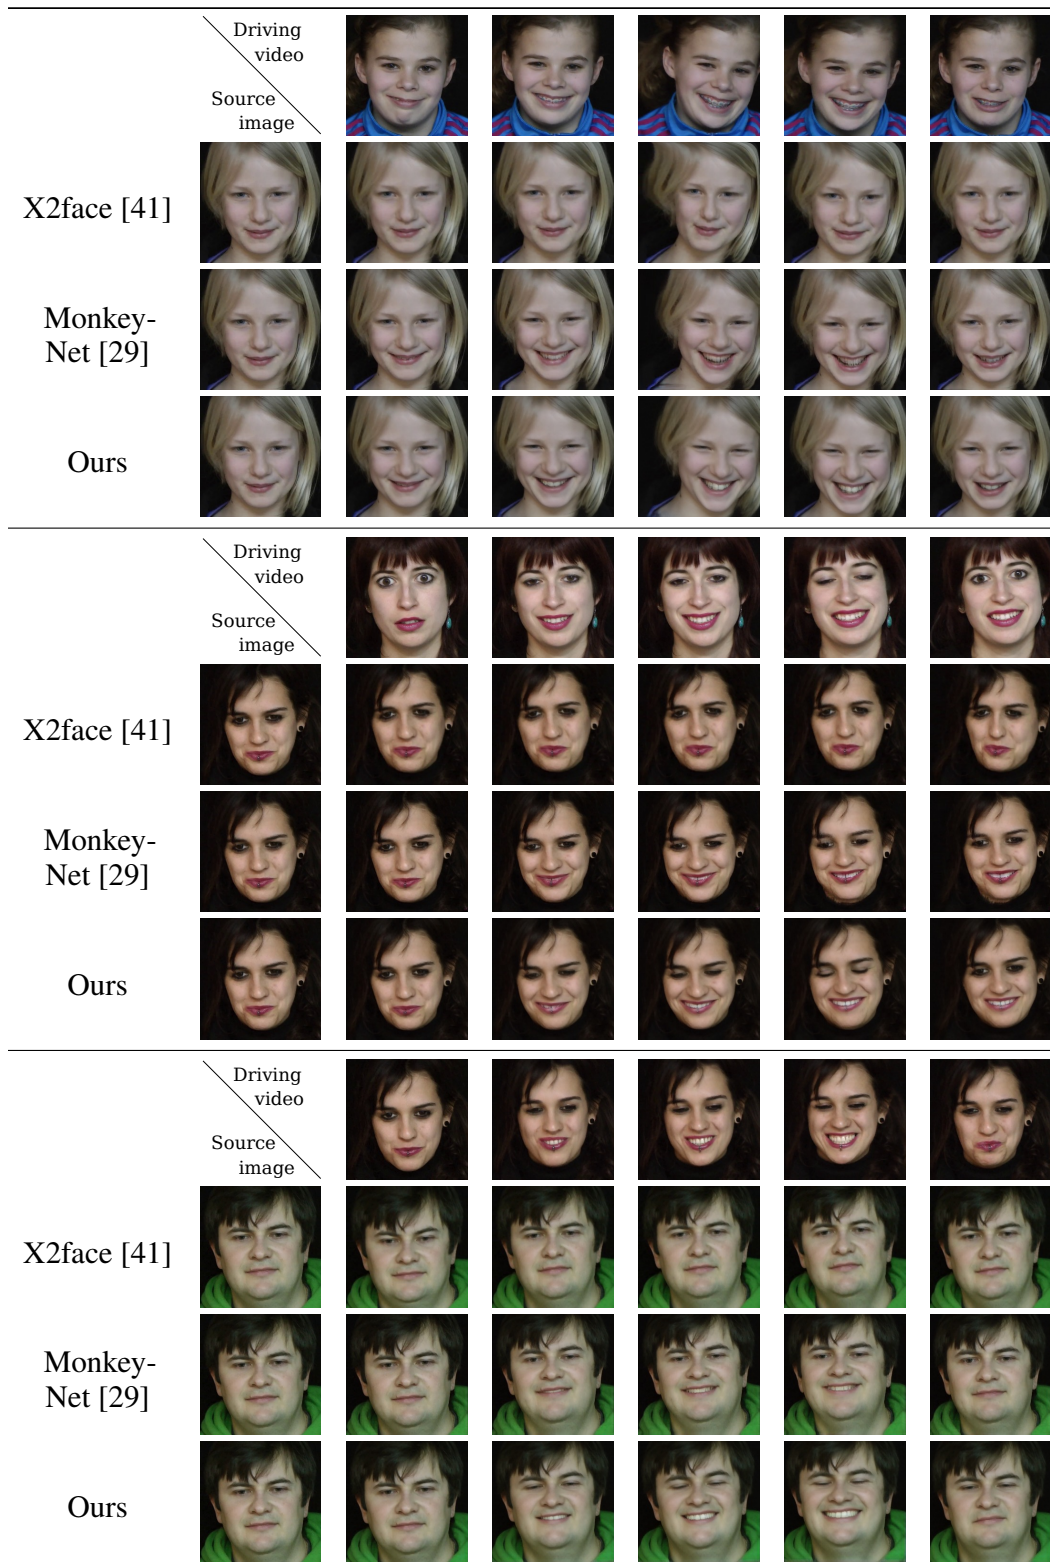 Driving
video
Source
image
X2face [41]
Monkey-
Net [29]
Ours
Driving
video
Source
image
X2face [41]
Monkey-
Net [29]
Ours
Driving
video
Source
image
X2face [41]
Monkey-
Net [29]
Ours